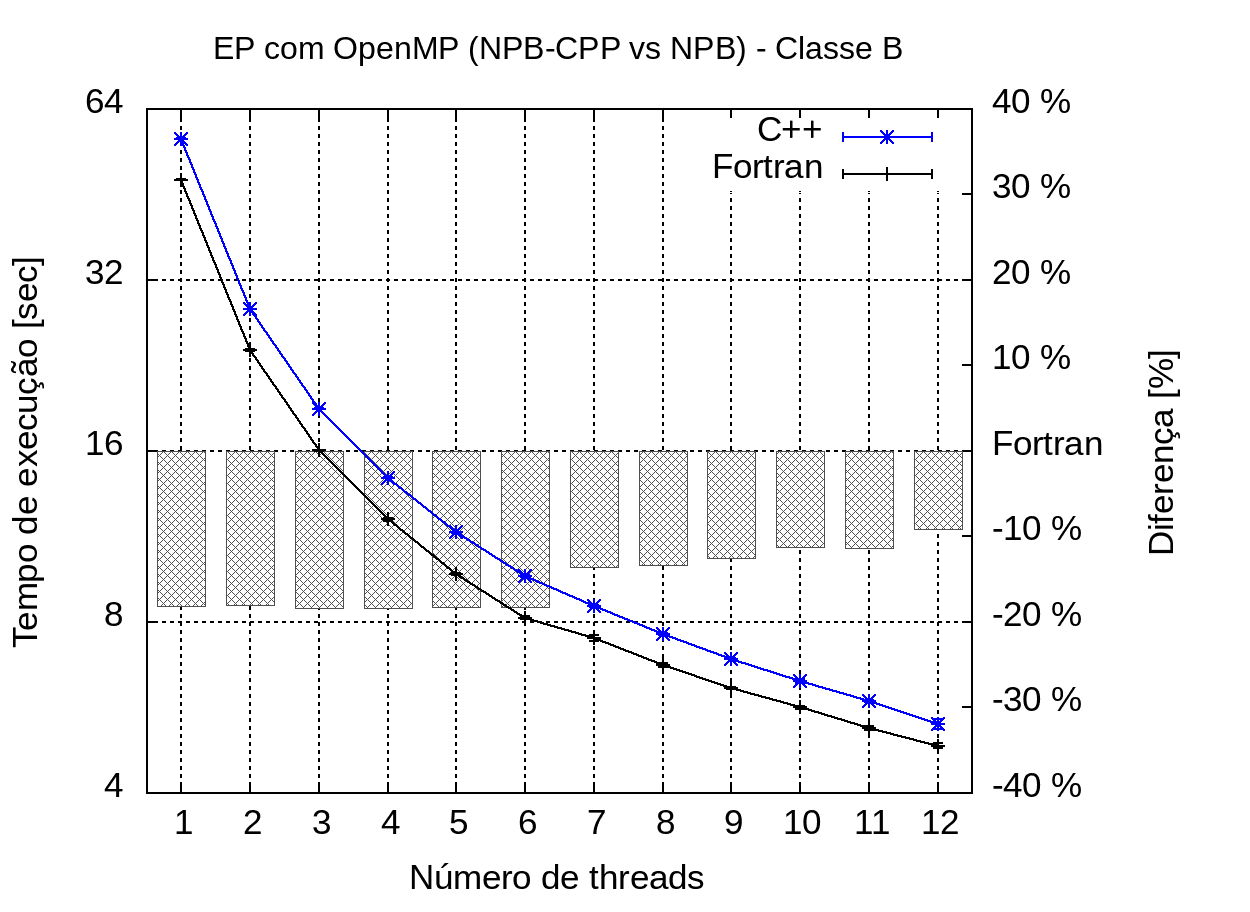 EP com OpenMP (NPB-CPP vs NPB) - Classe B
64
32
16
8
4
Tempo de execução [sec]
C++
Fortran
40 %
30 %
20 %
10 %
Fortran
-10 %
-20 %
-30 %
-40 %
Diferença [%]
1 2 3 4 5 6 7 8 9 10 11 12
Número de threads